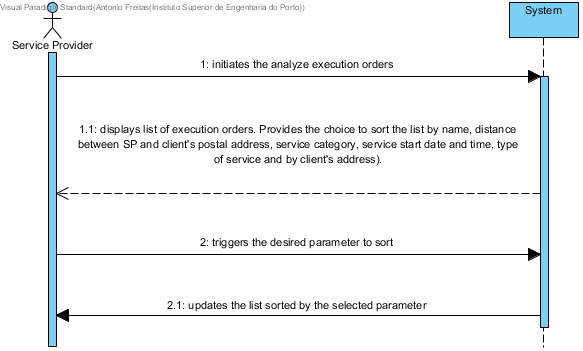 Visual Paradigm Standard(Antonio Freitas(Instituto Superior de Engenharia do Porto))
System
Service Provider
1: initiates the analyze execution orders
1.1: displays list of execution orders. Provides the choice to sort the list by name, distance
between SP and client's postal address, service category, service start date and time, type
of service and by client's address).
2: triggers the desired parameter to sort
2.1: updates the list sorted by the selected parameter